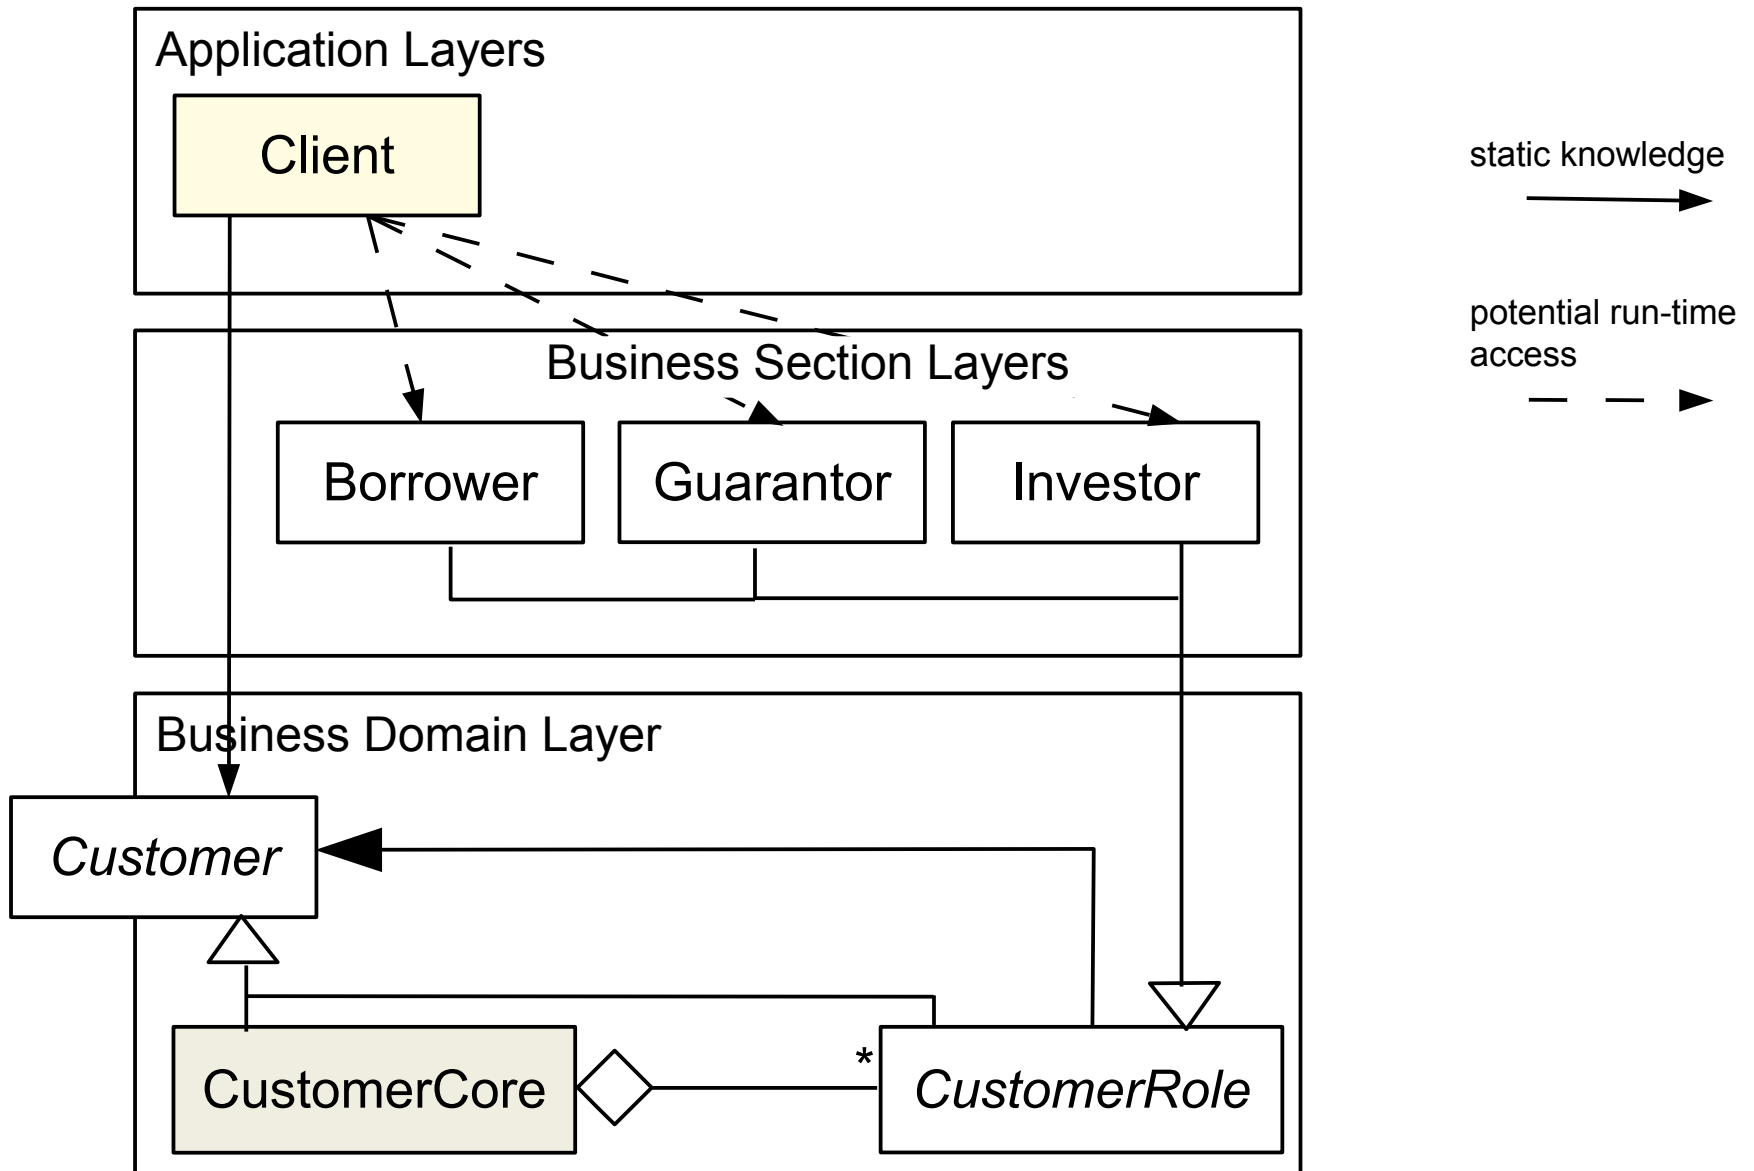 Application Layers
Client
static knowledge
potential run-time
access
Business Section Layers
Borrower
Guarantor
Investor
Business Domain Layer
Customer
*
CustomerCore
CustomerRole